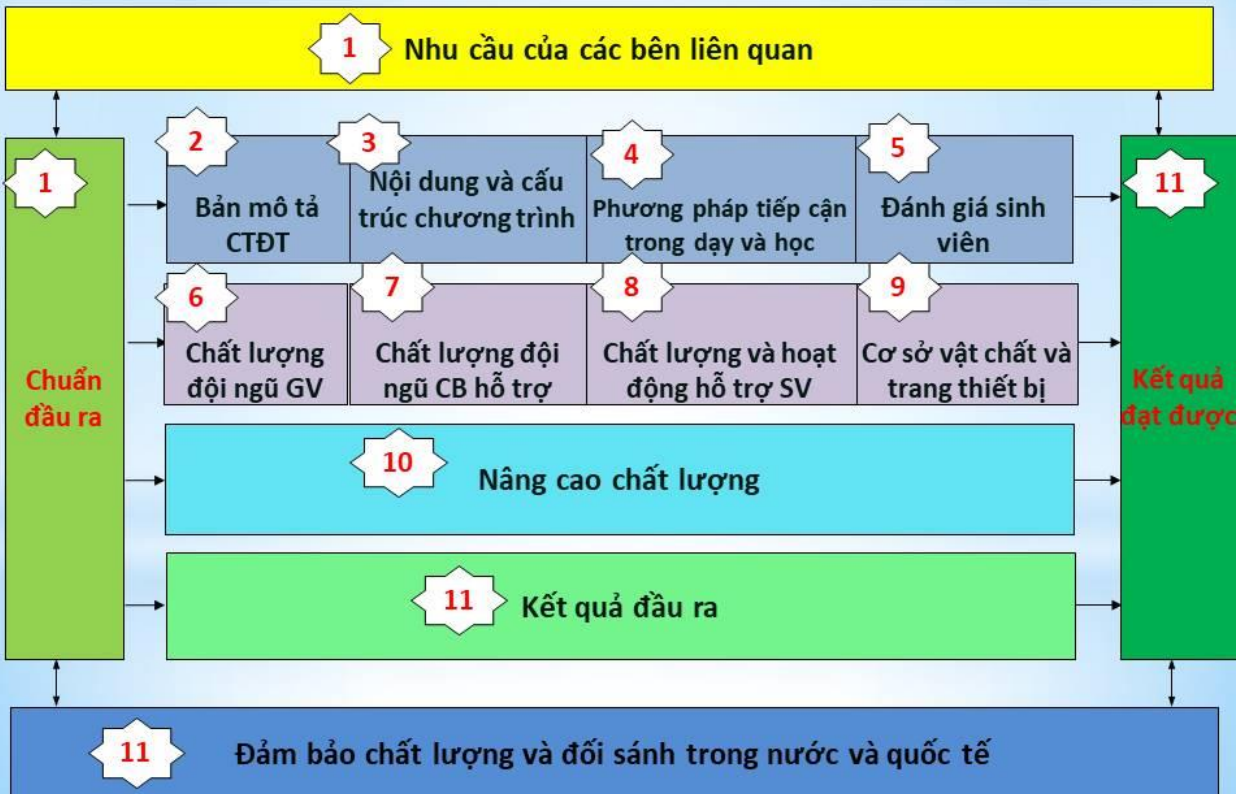 1 Nhu cầu của các bên liên quan
1
Chuẩn
đầu ra
2
Bản mô tả
CTĐT
3
Nội dung và cấu
trúc chương trình
4
Phương pháp tiếp cận
trong dạy và học
5
Đánh giá sinh
viên
6
Chất lượng
đội ngũ GV
7
Chất lượng đội
ngũ CB hỗ trợ
8
Chất lượng và hoạt
động hỗ trợ SV
9
Cơ sở vật chất và
trang thiết bị
10 Nâng cao chất lượng
11 Kết quả đầu ra
11
Kết quả
đạt được
11 Đảm bảo chất lượng và đối sánh trong nước và quốc tế